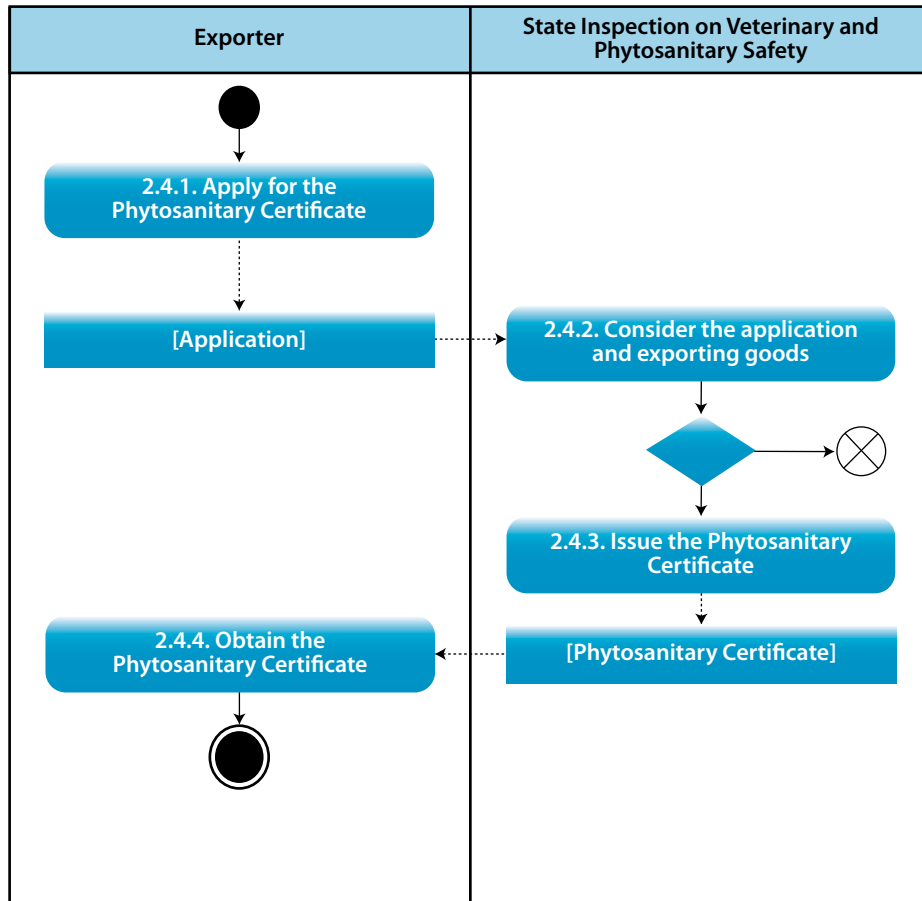 Exporter
State Inspection on Veterinary and
Phytosanitary Safety
2.4.1. Apply for the
Phytosanitary Certificate
[Application]
2.4.2. Consider the application
and exporting goods
2.4.3. Issue the Phytosanitary
Certificate
2.4.4. Obtain the
Phytosanitary Certificate
[Phytosanitary Certificate]